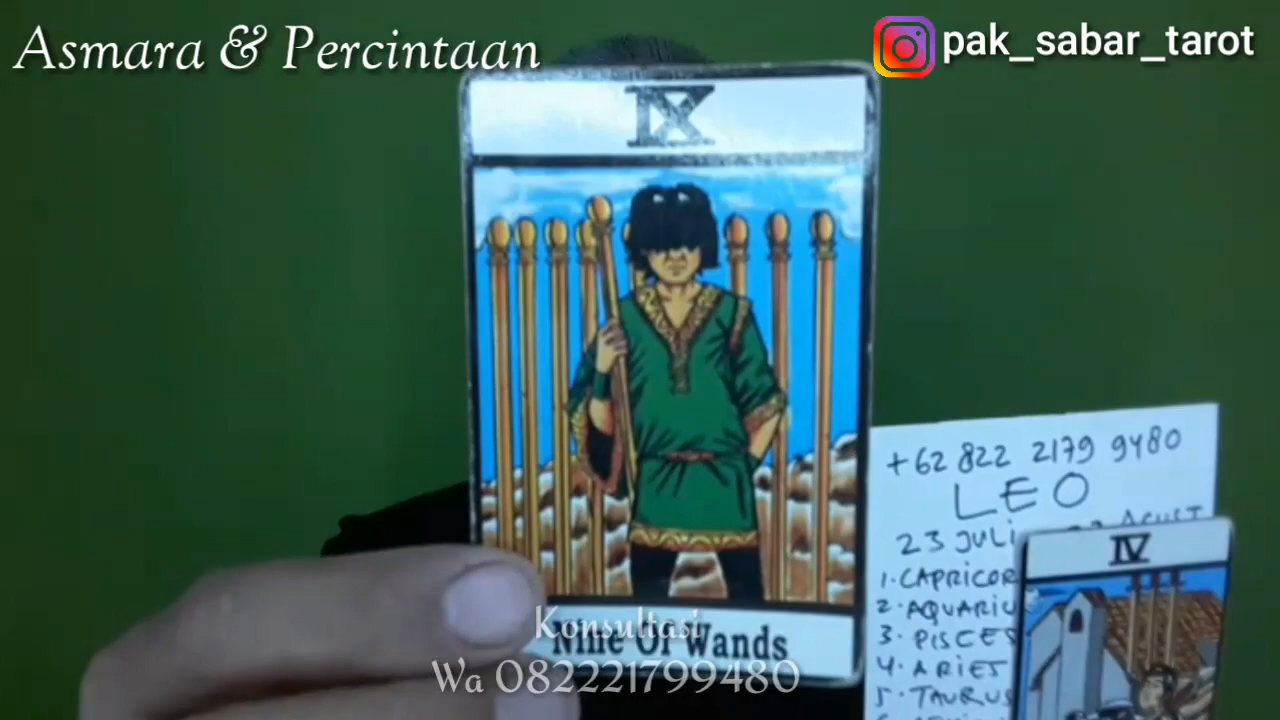 Asmara & Percintaan
pak_sabar_tarot
IX
Nine Of Wands
Konsultasi
Wa 082221799480
+62 822 2179 9480
LEO
23 JULI
1. CAPRICOR
2. AQUARIU
3. PISCES
4. ARIES
5. TAURUS
IV